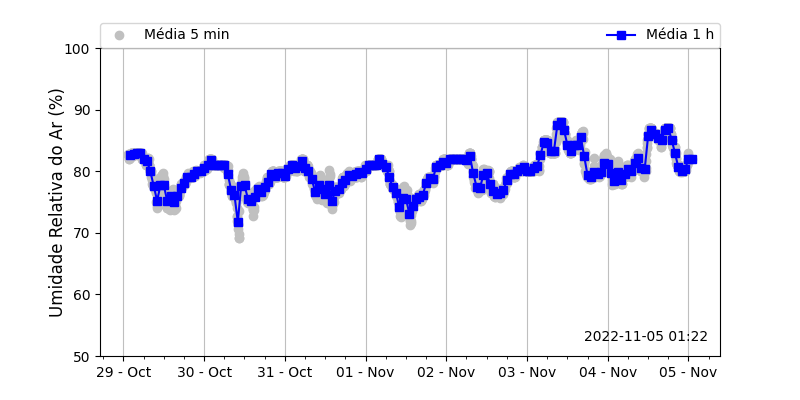 Média 5 min
Média 1 h
Umidade Relativa do Ar (%)
100
90
80
70
60
50
2022-11-05 01:22
29 - Oct
30 - Oct
31 - Oct
01 - Nov
02 - Nov
03 - Nov
04 - Nov
05 - Nov